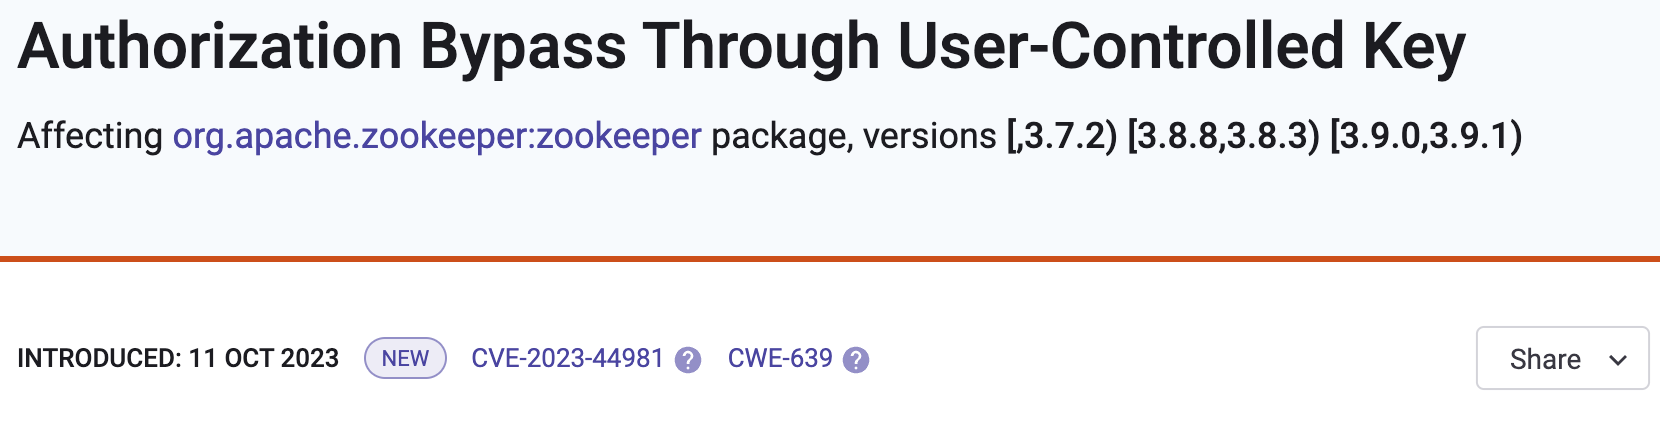 Authorization Bypass Through User-Controlled Key
Affecting org.apache.zookeeper:zookeeper package, versions [,3.7.2) [3.8.8,3.8.3) [3.9.0,3.9.1)
INTRODUCED: 11 OCT 2023 NEW CVE-2023-44981 ? CWE-639 ? Share